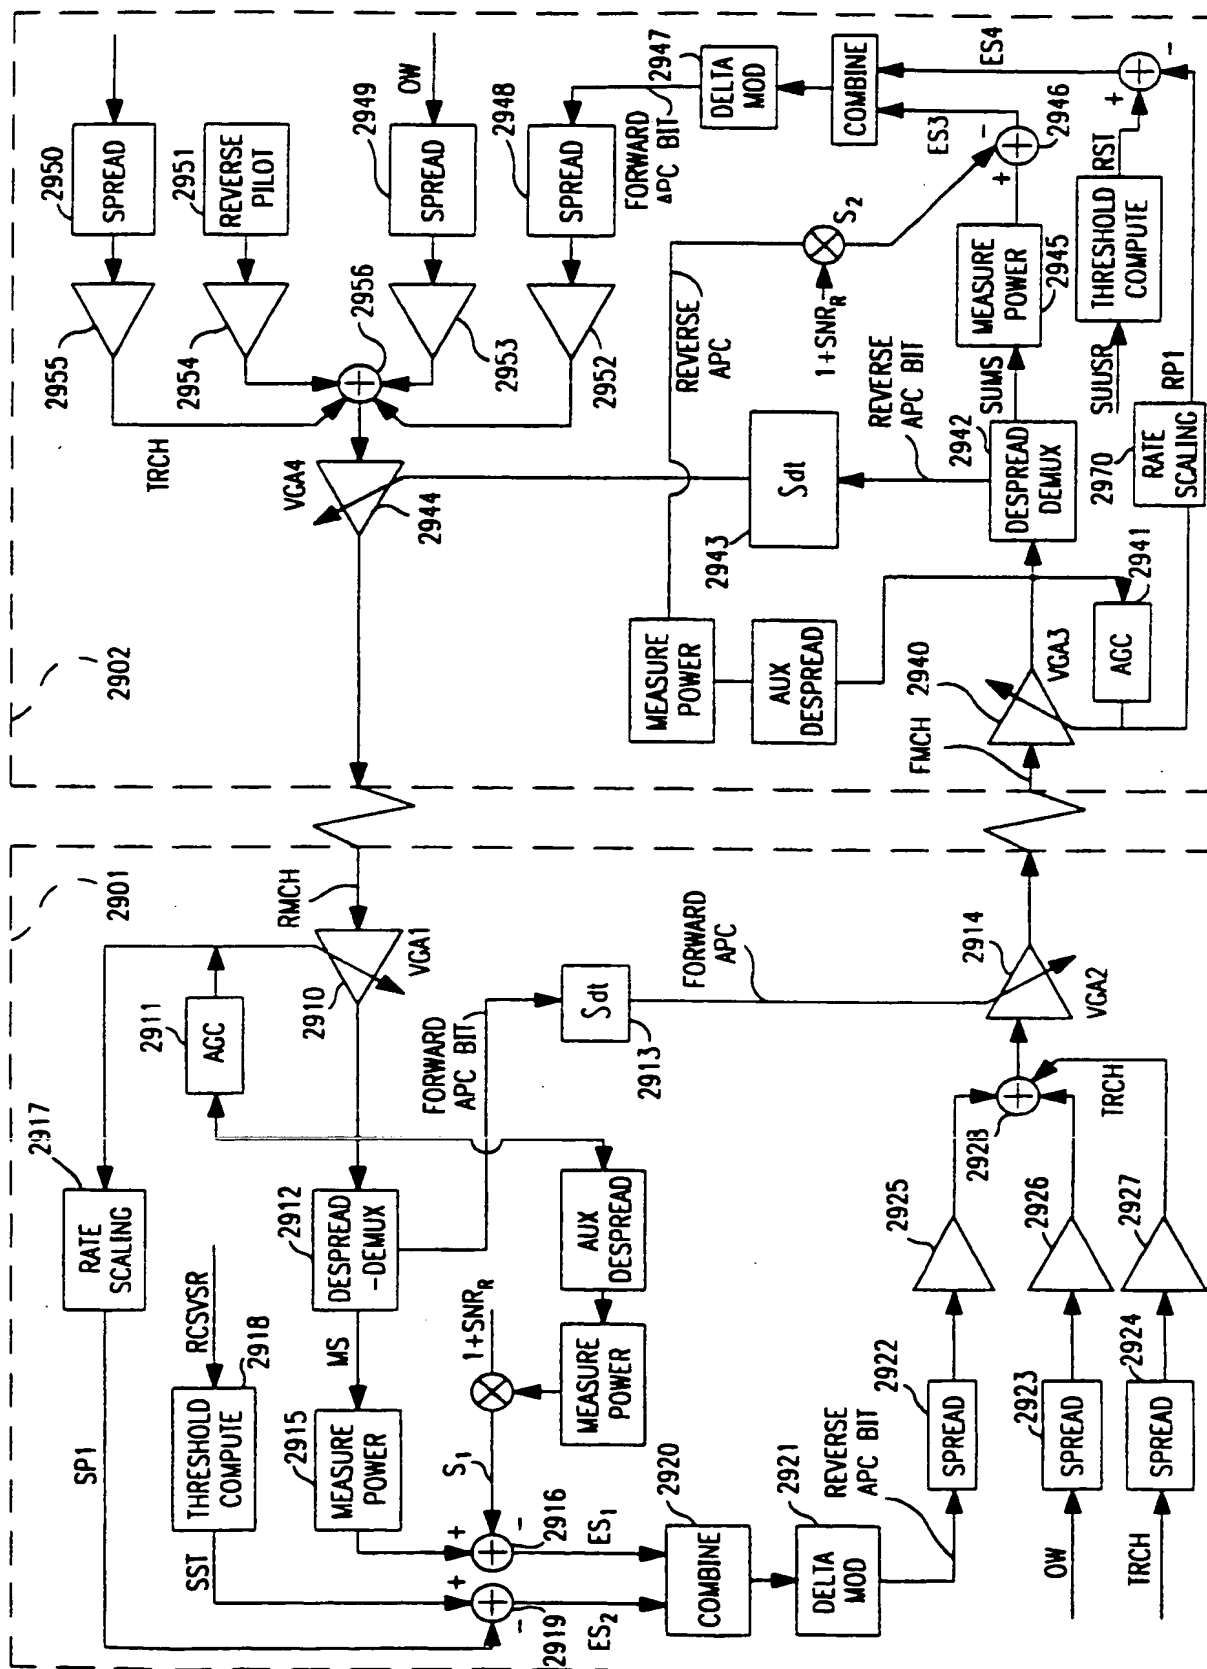 2901
2917
RATE
SCALING
2911
AGC
RMCH
2910
VGA1
SP1
RCSVSR
2918
THRESHOLD
COMPUTE
SST
2912
DESPREAD
-DEMUX
MS
2915
MEASURE
POWER
FORWARD
APC BIT
∫dt
2913
FORWARD
APC
AUX
DESPREAD
MEASURE
POWER
1+SNRR
S1
+
-
2916
+
-
2919
ES1
ES2
2920
COMBINE
2921
DELTA
MOD
REVERSE
APC BIT
2922
SPREAD
2925
OW
2923
SPREAD
2926
TRCH
2924
SPREAD
2927
TRCH
2928
2914
VGA2
2902
2950
SPREAD
2955
TRCH
2951
REVERSE
PILOT
2954
OW
2949
SPREAD
2953
2948
SPREAD
2952
2956
VGA4
2944
FORWARD
APC BIT
2947
DELTA
MOD
COMBINE
ES3
ES4
-
+
2946
-
+
S2
1+SNRR
REVERSE
APC
MEASURE
POWER
AUX
DESPREAD
∫dt
2943
REVERSE
APC BIT
2942
DESPREAD
DEMUX
SUMS
MEASURE
POWER
2945
RST
THRESHOLD
COMPUTE
SUUSR
RP1
2970
RATE
SCALING
2941
AGC
VGA3
2940
FMCH